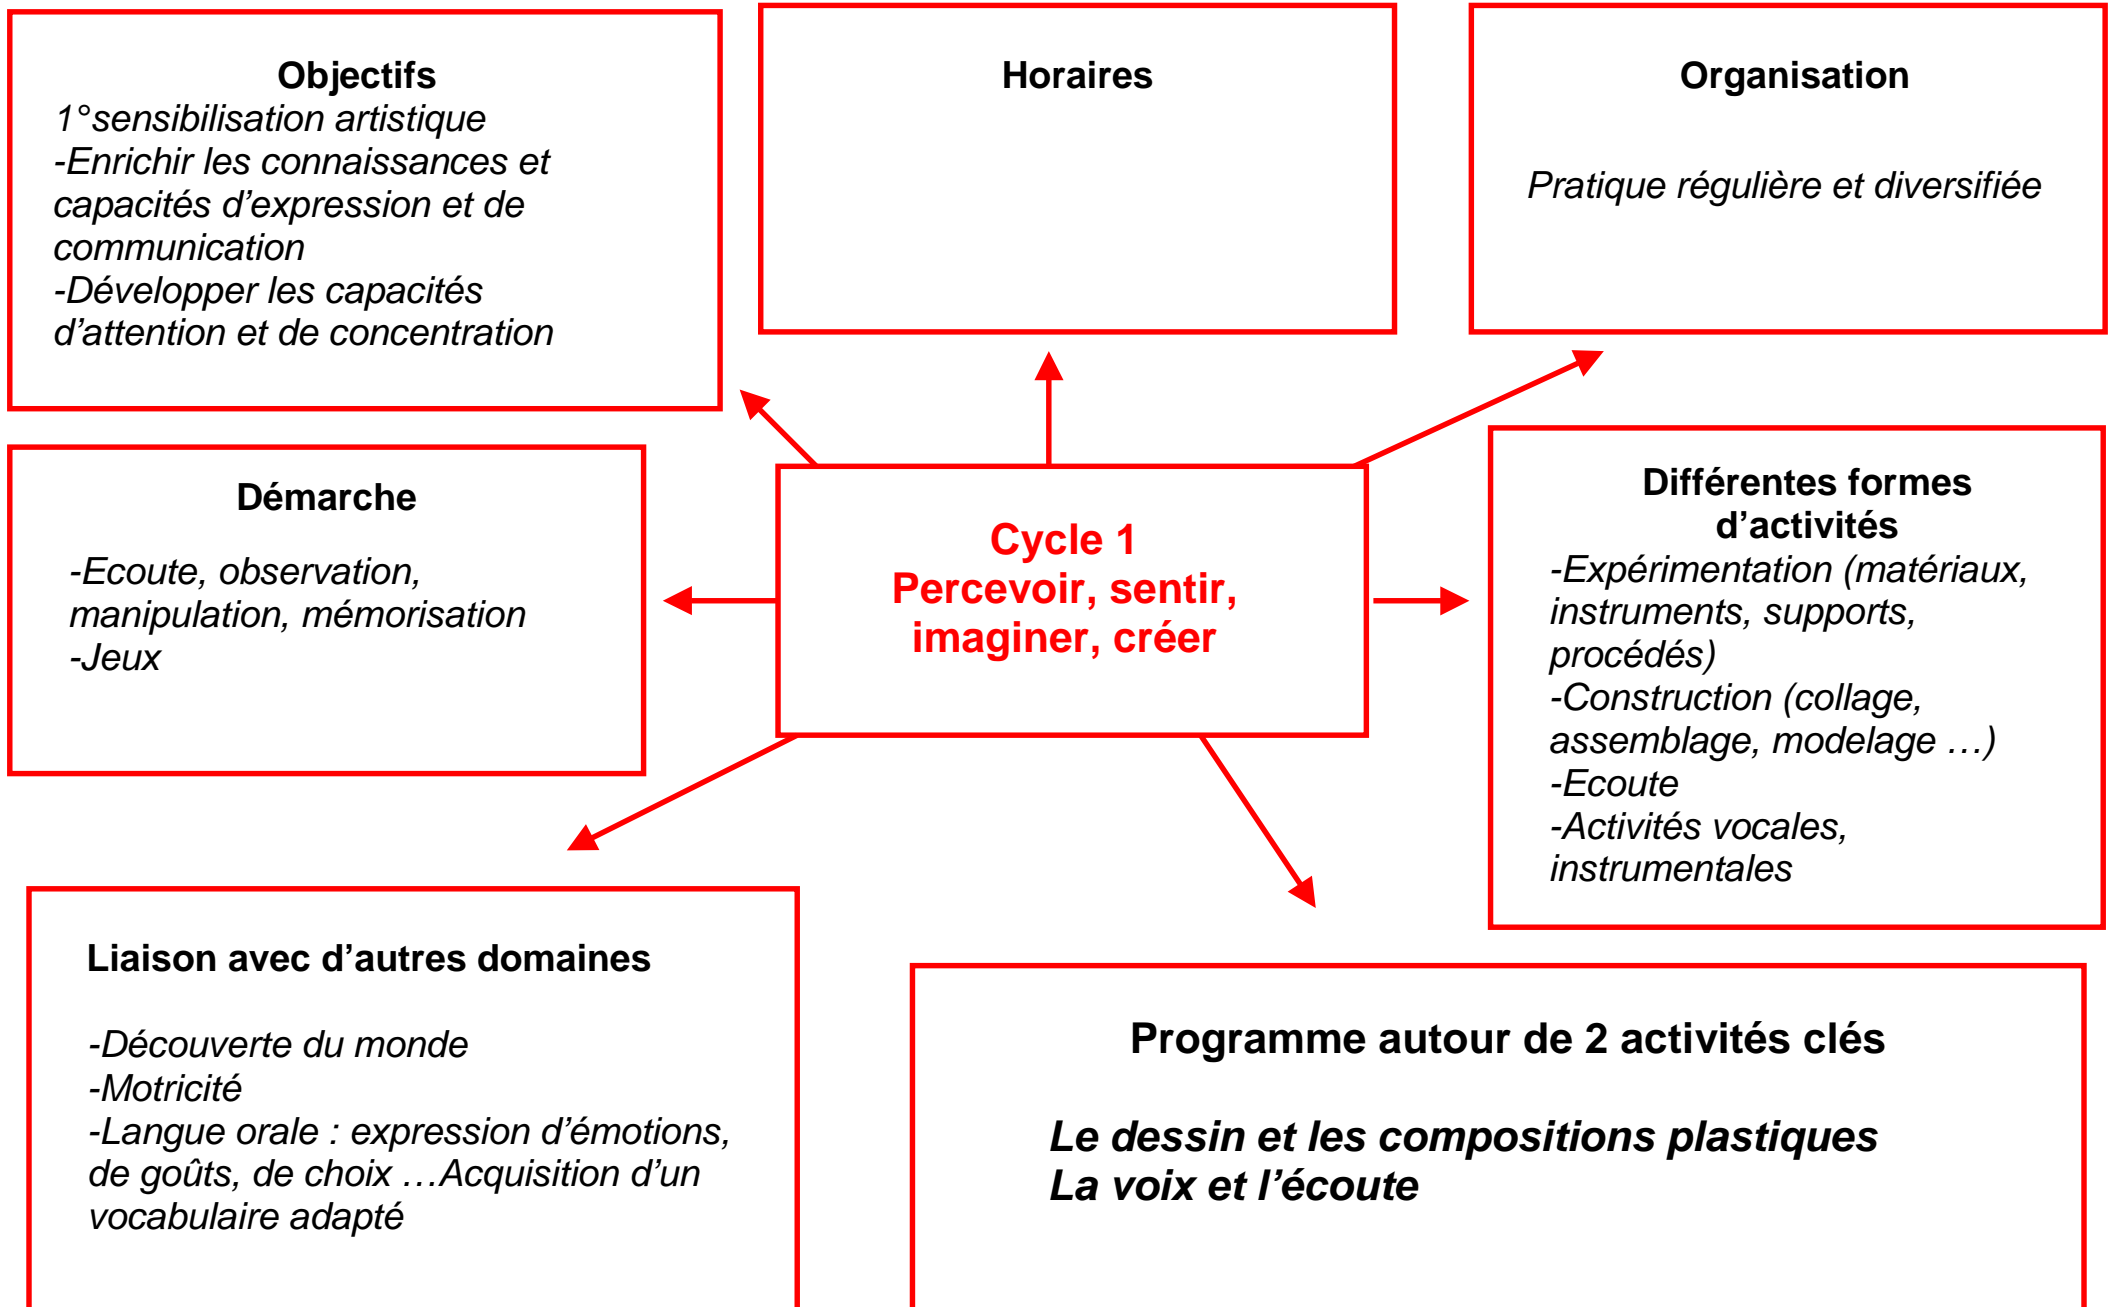 Objectifs
1°sensibilisation artistique
-Enrichir les connaissances et
capacités d’expression et de
communication
-Développer les capacités
d’attention et de concentration
Horaires
Organisation
Pratique régulière et diversifiée
Démarche
-Ecoute, observation,
manipulation, mémorisation
-Jeux
Cycle 1
Percevoir, sentir,
imaginer, créer
Différentes formes
d’activités
-Expérimentation (matériaux,
instruments, supports,
procédés)
-Construction (collage,
assemblage, modelage …)
-Ecoute
-Activités vocales,
instrumentales
Liaison avec d’autres domaines
-Découverte du monde
-Motricité
-Langue orale : expression d’émotions,
de goûts, de choix …Acquisition d’un
vocabulaire adapté
Programme autour de 2 activités clés
Le dessin et les compositions plastiques
La voix et l’écoute